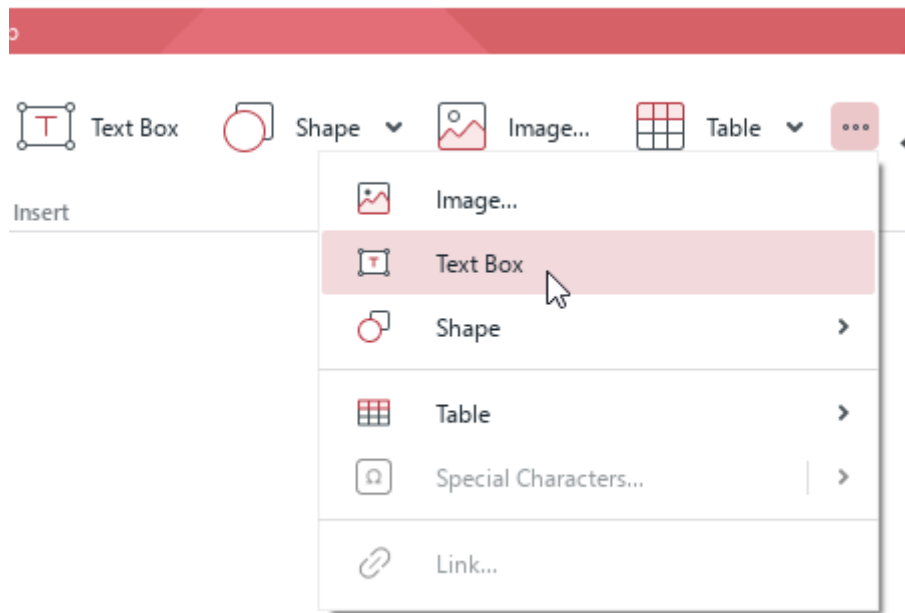 Text Box Shape Image... Table
Insert
Image...
Text Box
Shape
Table
Special Characters...
Link...